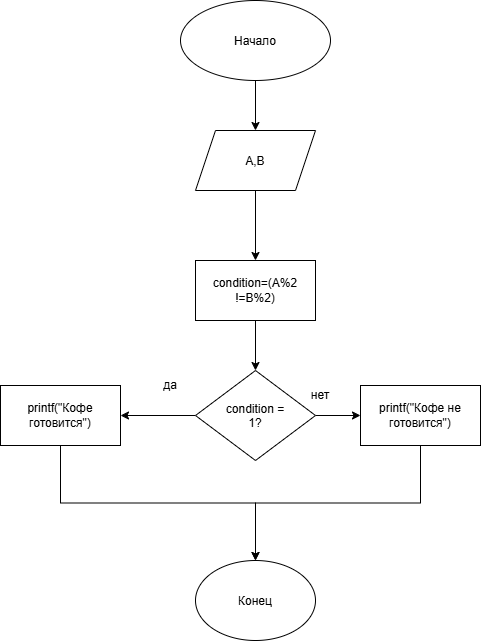 Начало
A,B
condition=(A%2
!=B%2)
да
нет
condition =
1?
printf("Кофе
готовится")
printf("Кофе не
готовится")
Конец